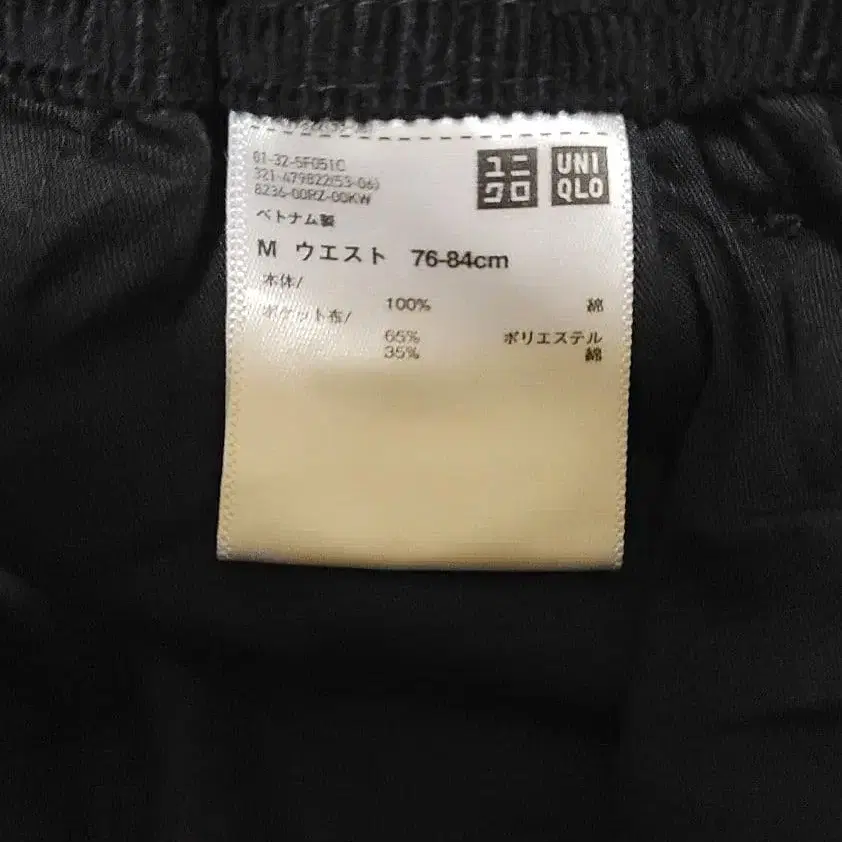 ユニクロ
UNIQLO
01-32-5F051C
321-479822(53-06)
8236-00RZ-00KW
ベトナム製
M ウエスト 76-84cm
本体/
100% 綿
ポケット布/
65% ポリエステル
35% 綿